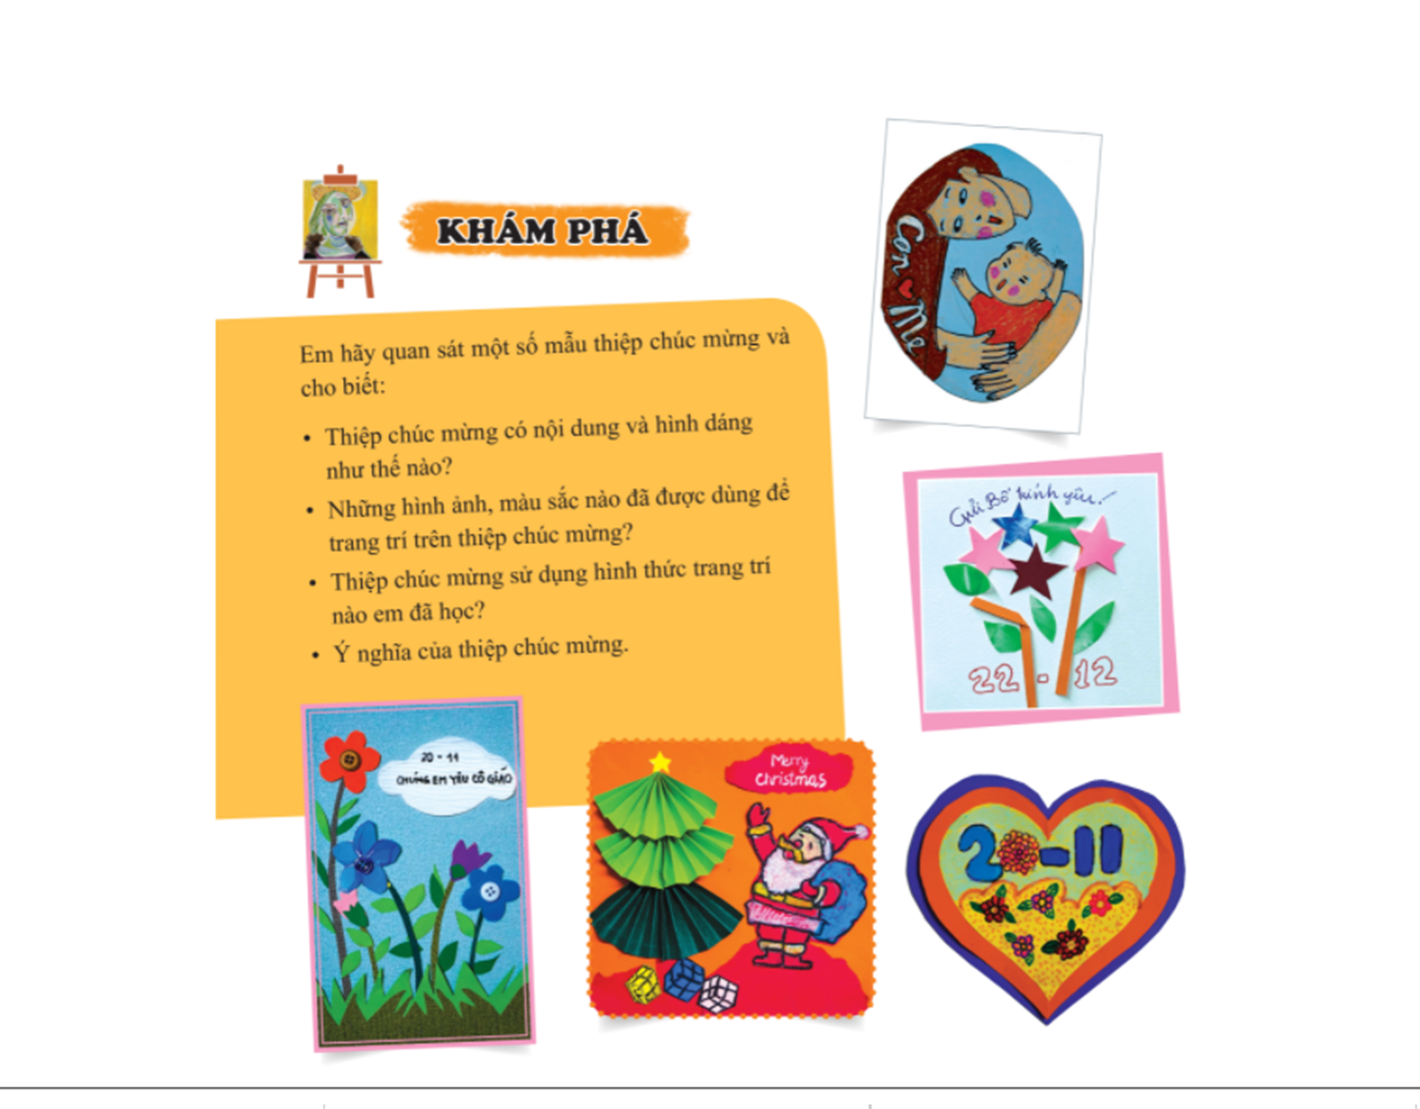 KHÁM PHÁ
Em hãy quan sát một số mẫu thiệp chúc mừng và
cho biết:
• Thiệp chúc mừng có nội dung và hình dáng
như thế nào?
• Những hình ảnh, màu sắc nào đã được dùng để
trang trí trên thiệp chúc mừng?
• Thiệp chúc mừng sử dụng hình thức trang trí
nào em đã học?
• Ý nghĩa của thiệp chúc mừng.
Con Mẹ
Gửi Bố kính yêu!
22-12
20-11
CHÚNG EM YÊU CÔ GIÁO
Merry
Christmas
20-11